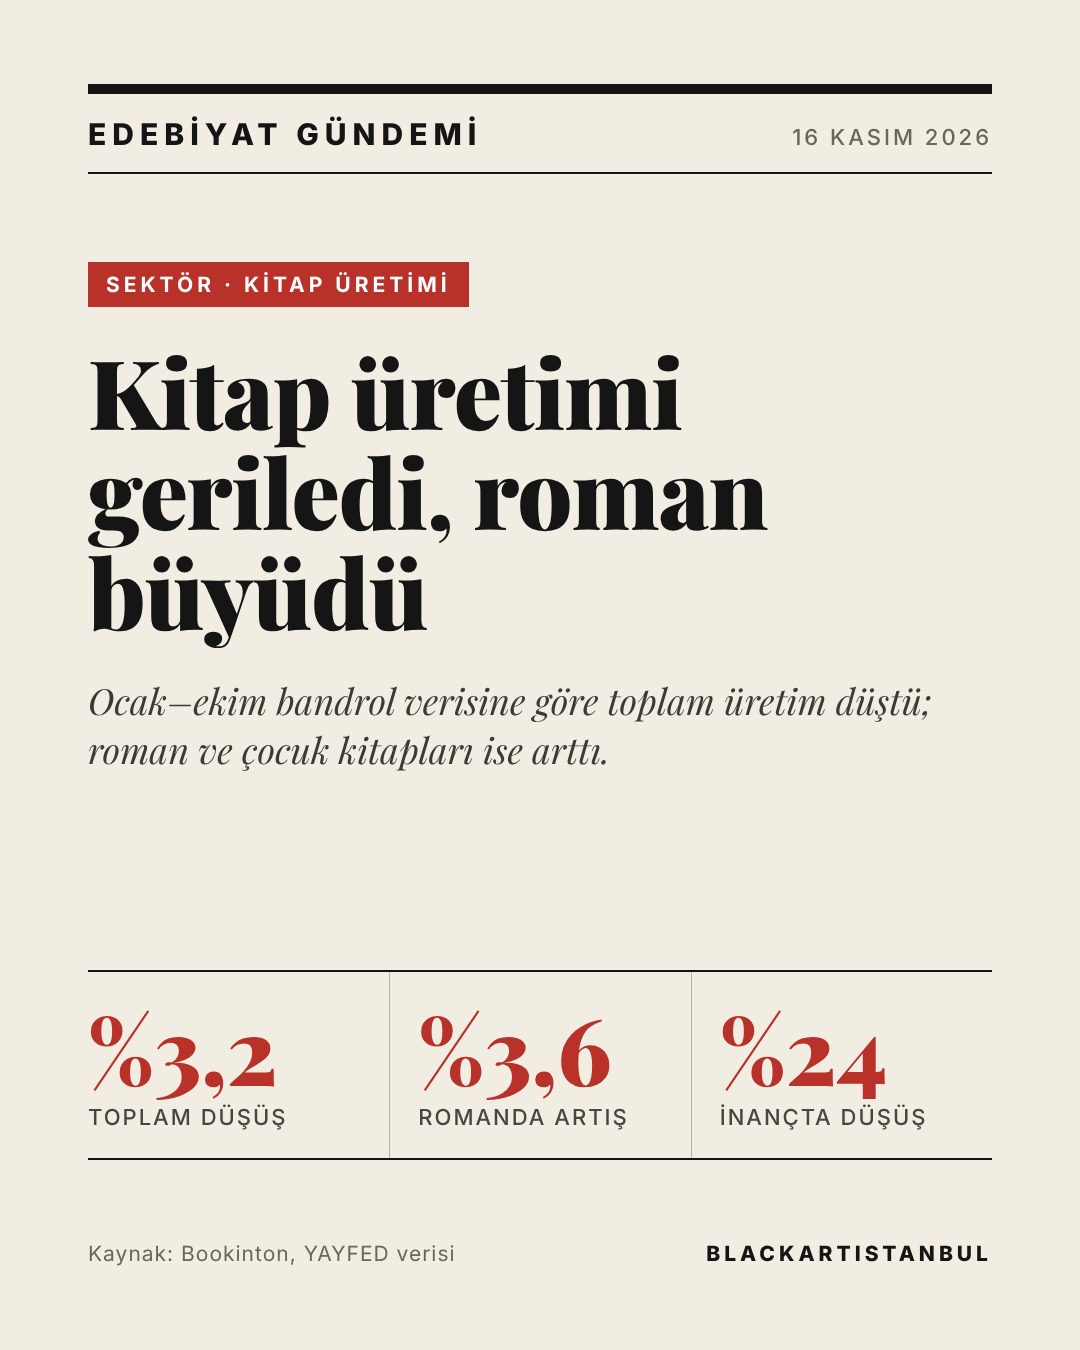 EDEBİYAT GÜNDEMİ
16 KASIM 2026
SEKTÖR · KİTAP ÜRETİMİ
Kitap üretimi
geriledi, roman
büyüdü
Ocak–ekim bandrol verisine göre toplam üretim düştü;
roman ve çocuk kitapları ise arttı.
%3,2
TOPLAM DÜŞÜŞ
%3,6
ROMANDA ARTIŞ
%24
İNANÇTA DÜŞÜŞ
Kaynak: Bookinton, YAYFED verisi
BLACKARTISTANBUL